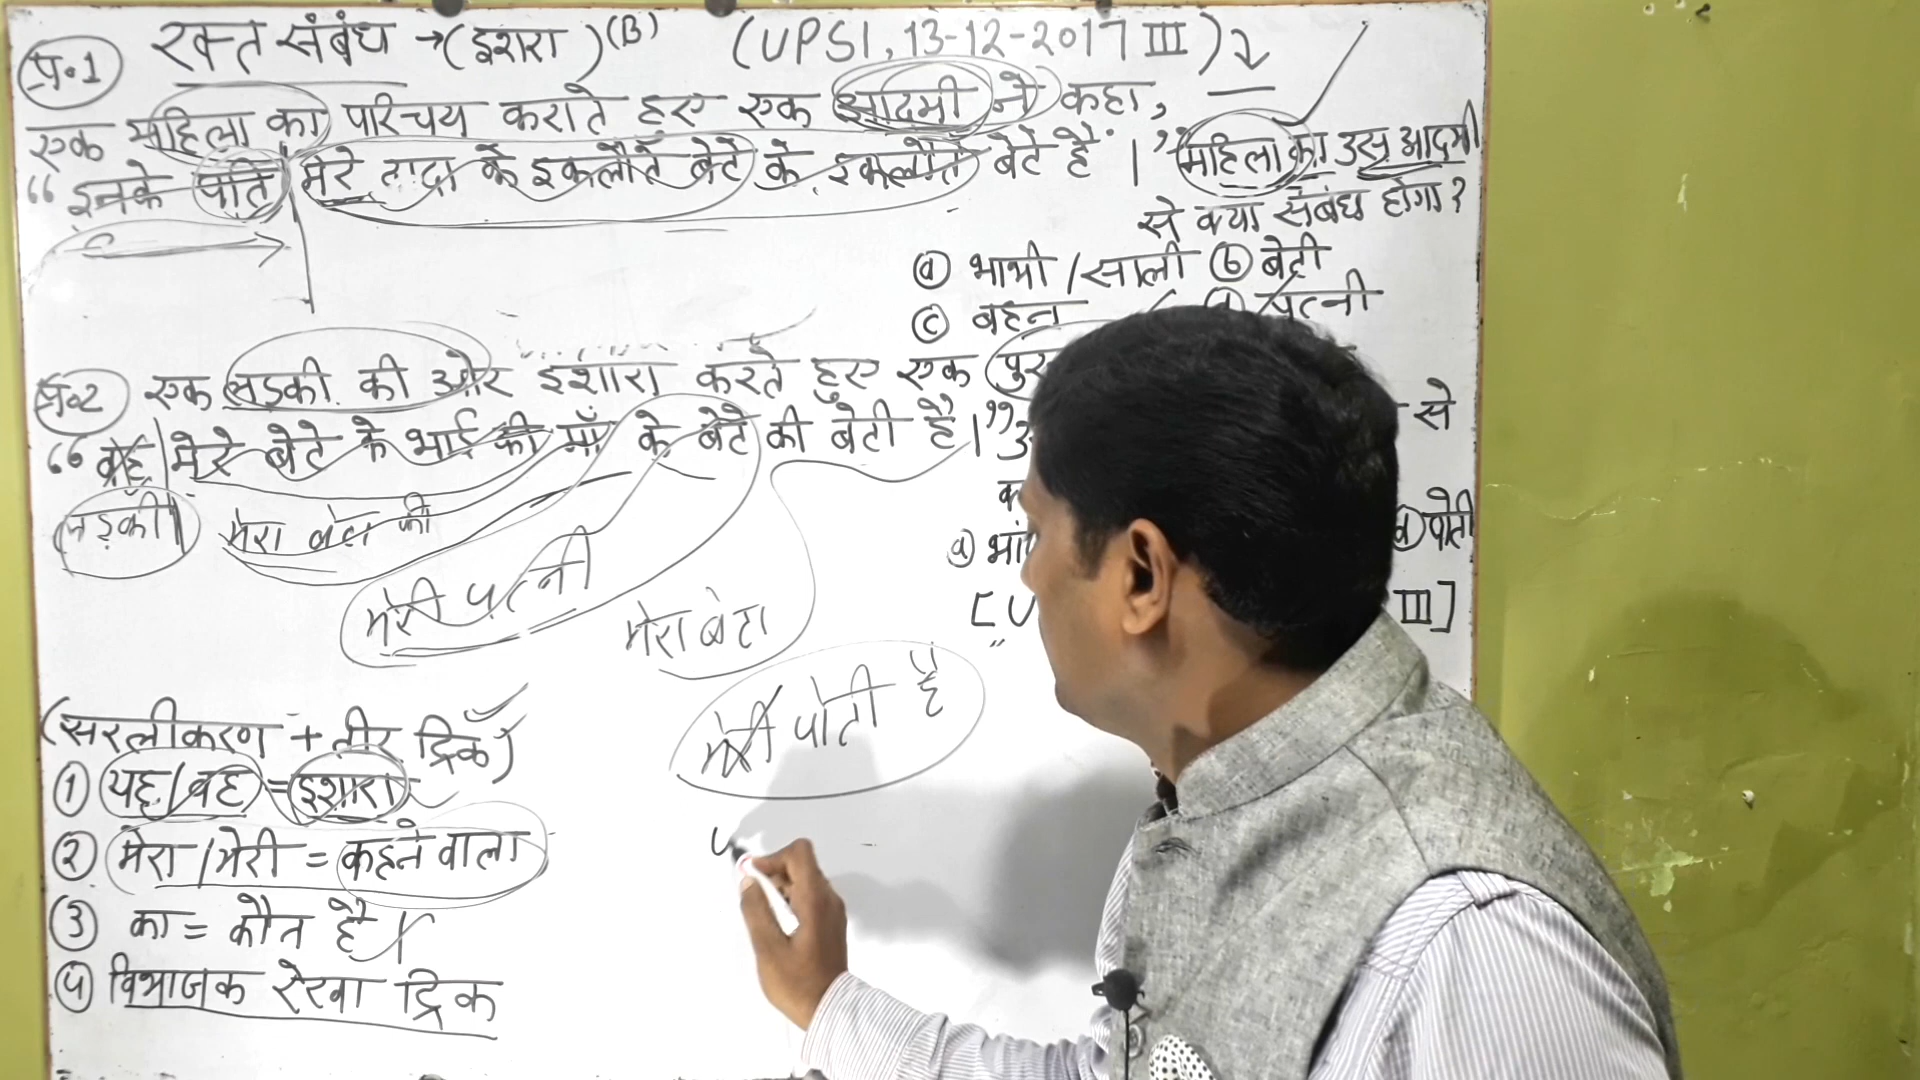 रक्त संबंध → (इशारा) (B) (UPSI, 13-12-2017 III)
प्र.1
एक महिला का परिचय कराते हुए एक आदमी ने कहा,
“ इनके पति मेरे दादा के इकलौते बेटे के इकलौते बेटे हैं । ” महिला का उस आदमी
से क्या संबंध होगा ?
(a) भाभी / साली (b) बेटी
(c) बहन (d) पत्नी
प्र.2 एक लड़की की ओर इशारा करते हुए एक
“ वह मेरे बेटे के भाई की माँ के बेटे की बेटी है । ” से
लड़की मेरा बेटा की
(a) (d) पोती
मेरी पत्नी
मेरा बेटा
[U III]
मेरी पोती है
(सरलीकरण + तीर ट्रिक)
① यह / वह = इशारा
② मेरा / मेरी = कहने वाला
③ का = कौन है ।
④ विभाजक रेखा ट्रिक